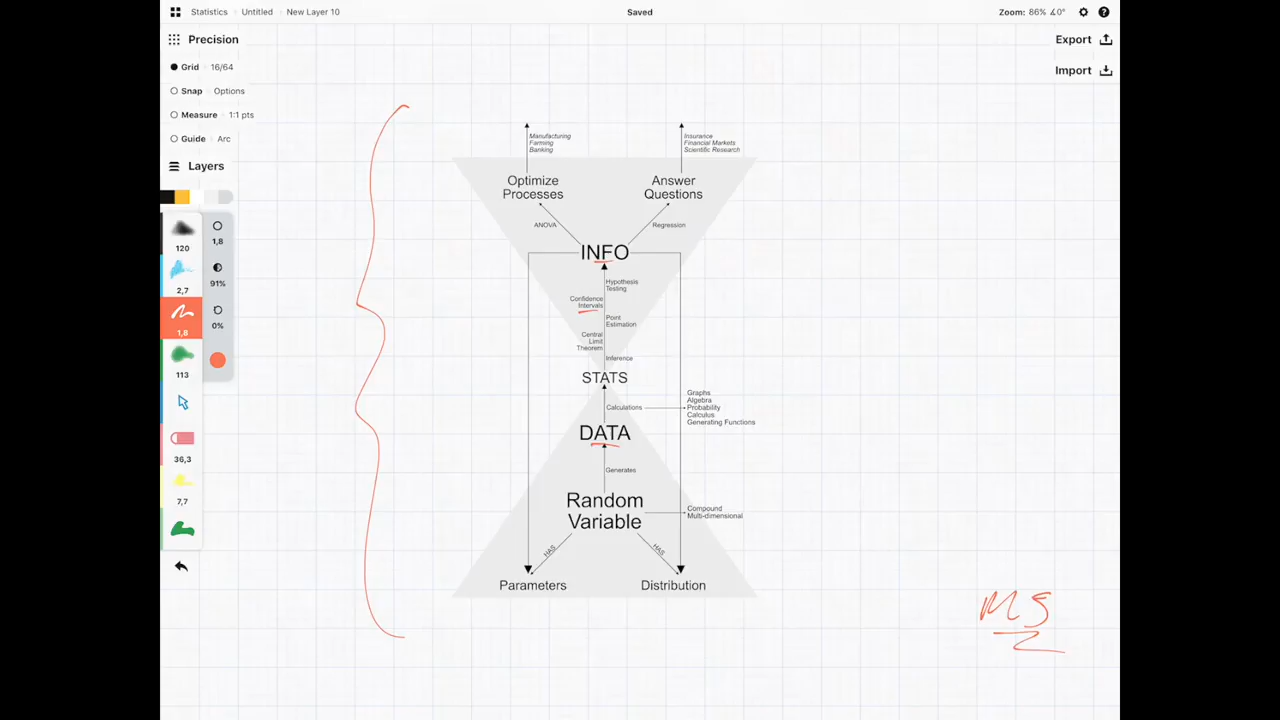 Statistics Untitled New Layer 10
Saved
Zoom: 86% ∡0°
Precision
Grid 16/64
Snap Options
Measure 1:1 pts
Guide Arc
Layers
Export
Import
120
2,7
1,8
113
36,3
7,7
1,8
91%
0%
Manufacturing
Farming
Banking
Insurance
Financial Markets
Scientific Research
Optimize
Processes
Answer
Questions
ANOVA
Regression
INFO
Hypothesis
Testing
Confidence
Intervals
Point
Estimation
Central
Limit
Theorem
Inference
STATS
Calculations
Graphs
Algebra
Probability
Calculus
Generating Functions
DATA
Generates
Random
Variable
Compound
Multi-dimensional
HAS
HAS
Parameters
Distribution
MS